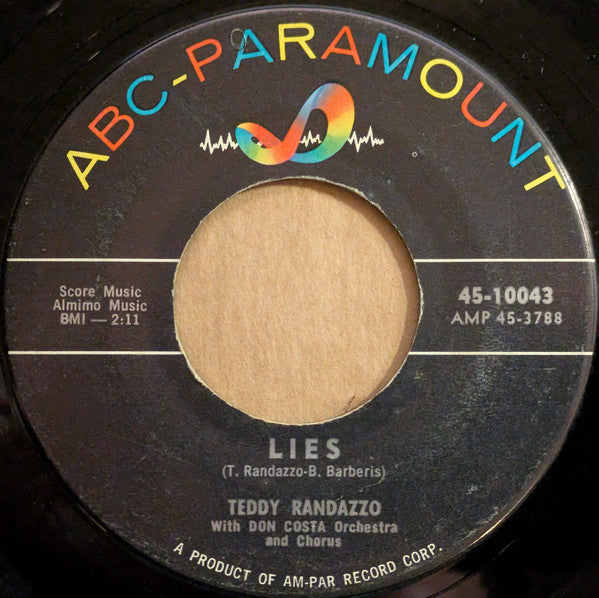 ABC-PARAMOUNT
Score Music
Almimo Music
BMI — 2:11
45-10043
AMP 45-3788
LIES
(T. Randazzo-B. Barberis)
TEDDY RANDAZZO
With DON COSTA Orchestra
and Chorus
A PRODUCT OF AM-PAR RECORD CORP.